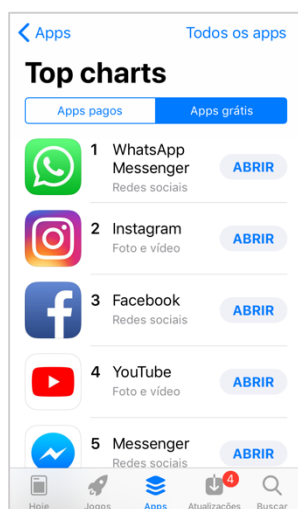 Apps Todos os apps
Top charts
Apps pagos Apps grátis
1 WhatsApp
Messenger
Redes sociais
ABRIR
2 Instagram
Foto e vídeo
ABRIR
3 Facebook
Redes sociais
ABRIR
4 YouTube
Foto e vídeo
ABRIR
5 Messenger
Redes sociais
ABRIR
4
Hoje Jogos Apps Atualizações Buscar